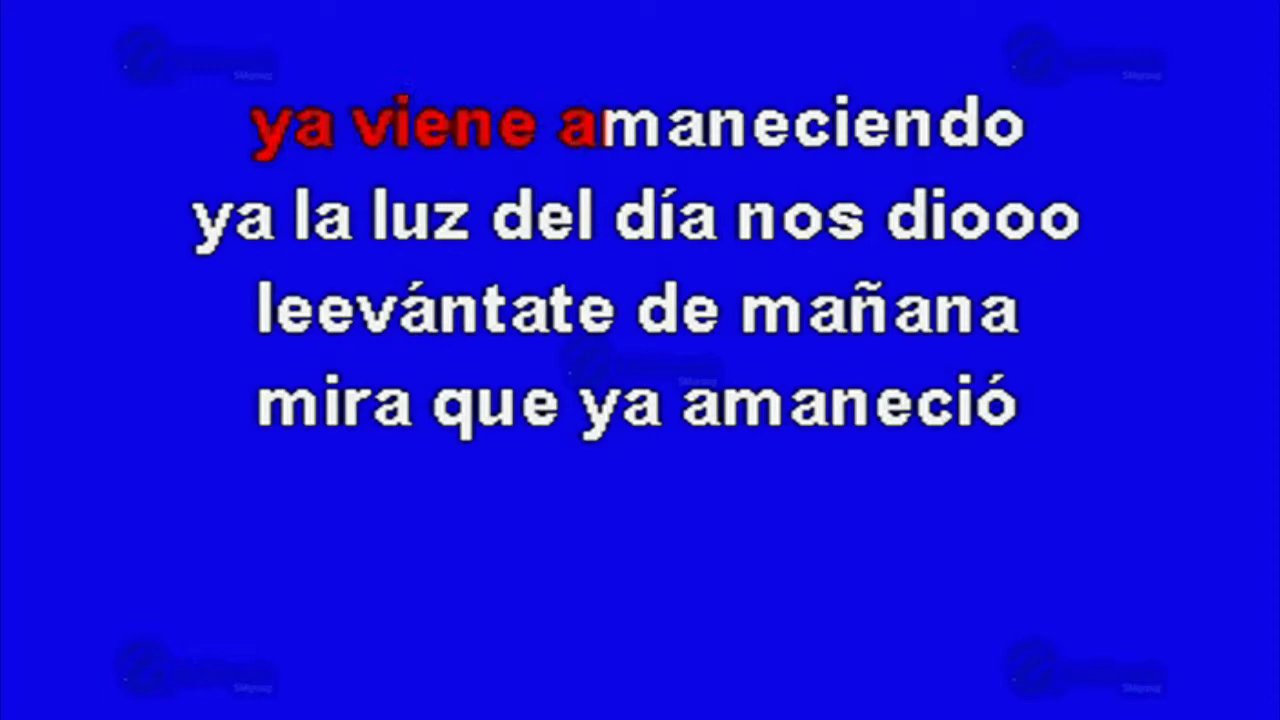 ya viene amaneciendo
ya la luz del día nos diooo
leevántate de mañana
mira que ya amaneció